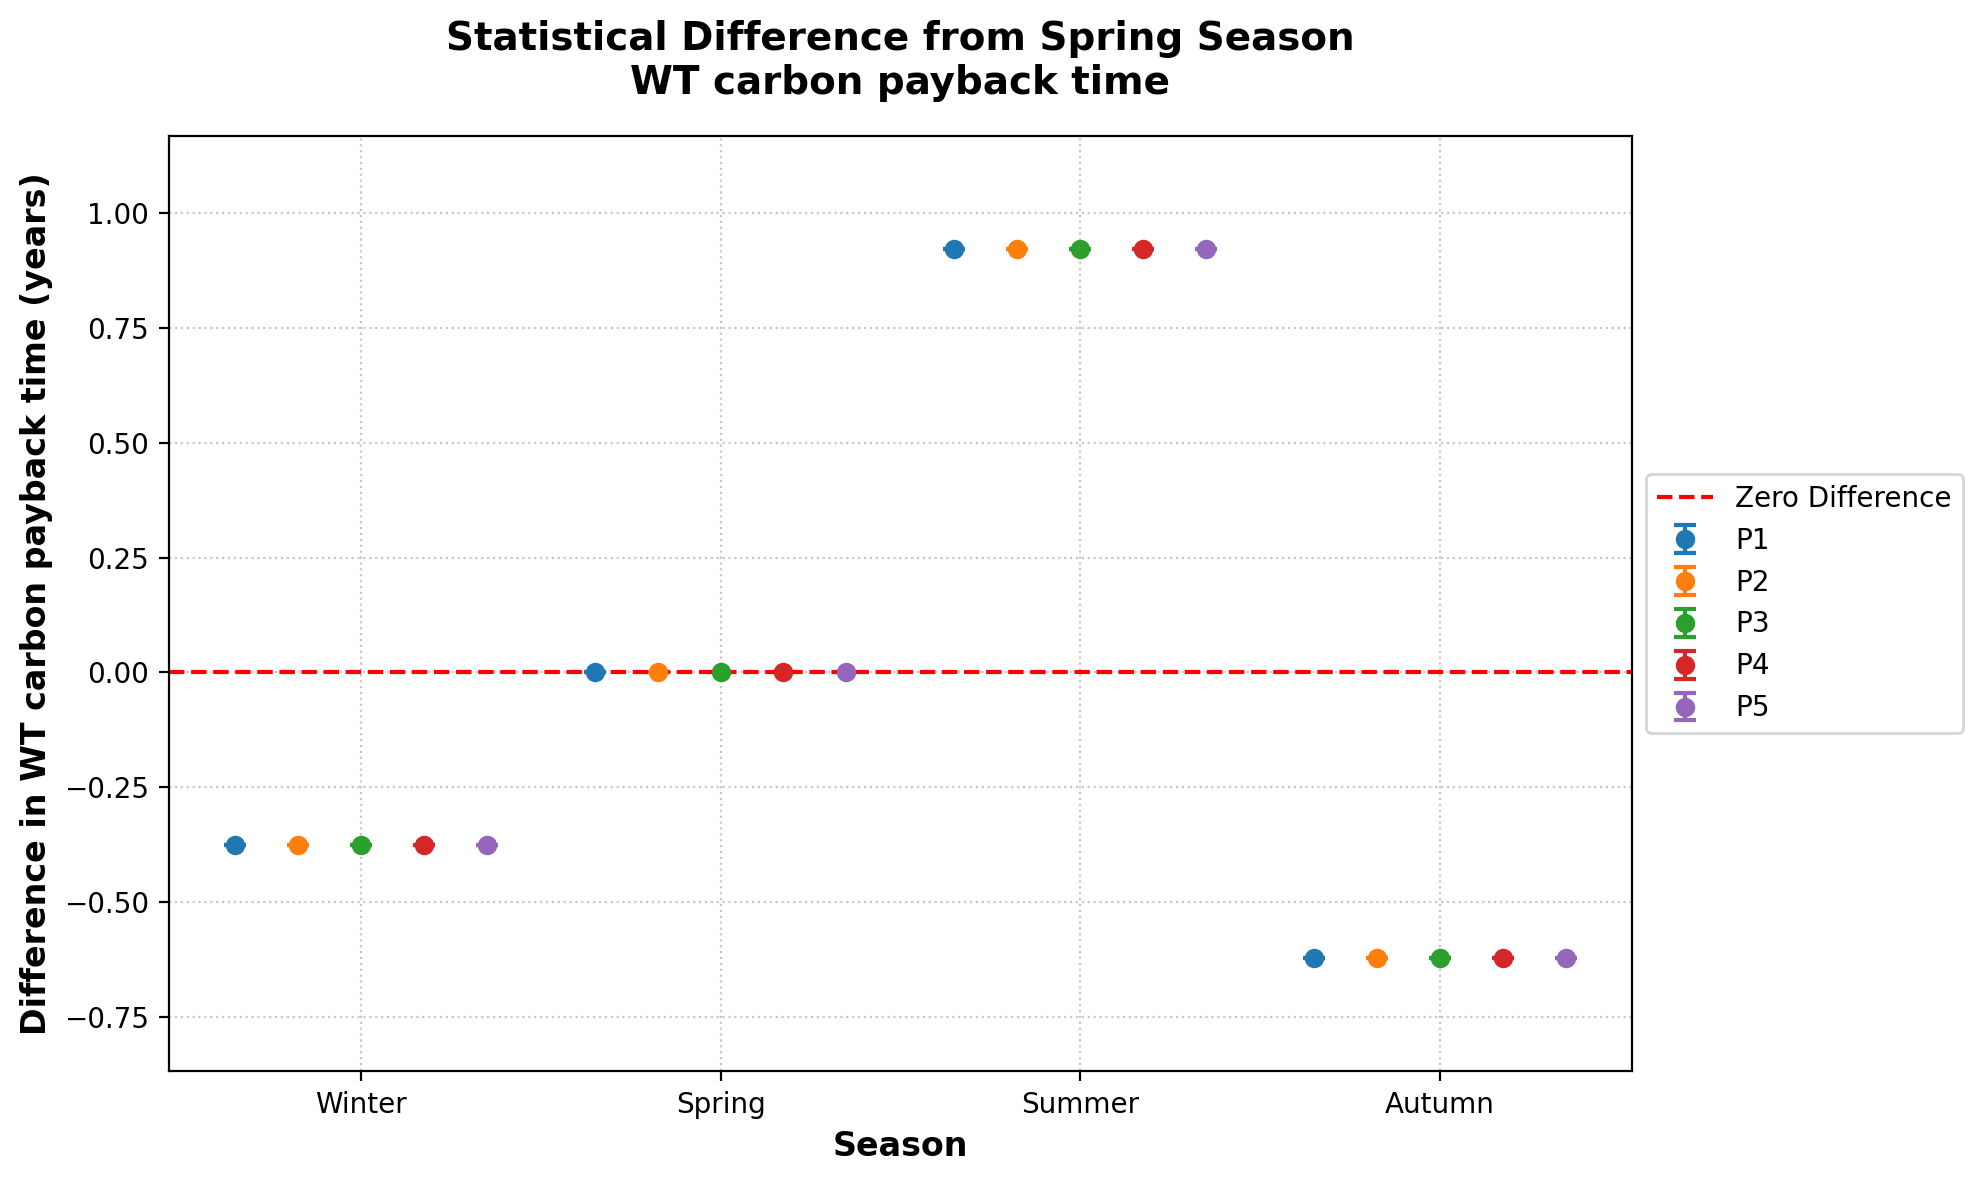 Statistical Difference from Spring Season
WT carbon payback time
Difference in WT carbon payback time (years)
1.00
0.75
0.50
0.25
0.00
−0.25
−0.50
−0.75
Winter
Spring
Summer
Autumn
Season
Zero Difference
P1
P2
P3
P4
P5